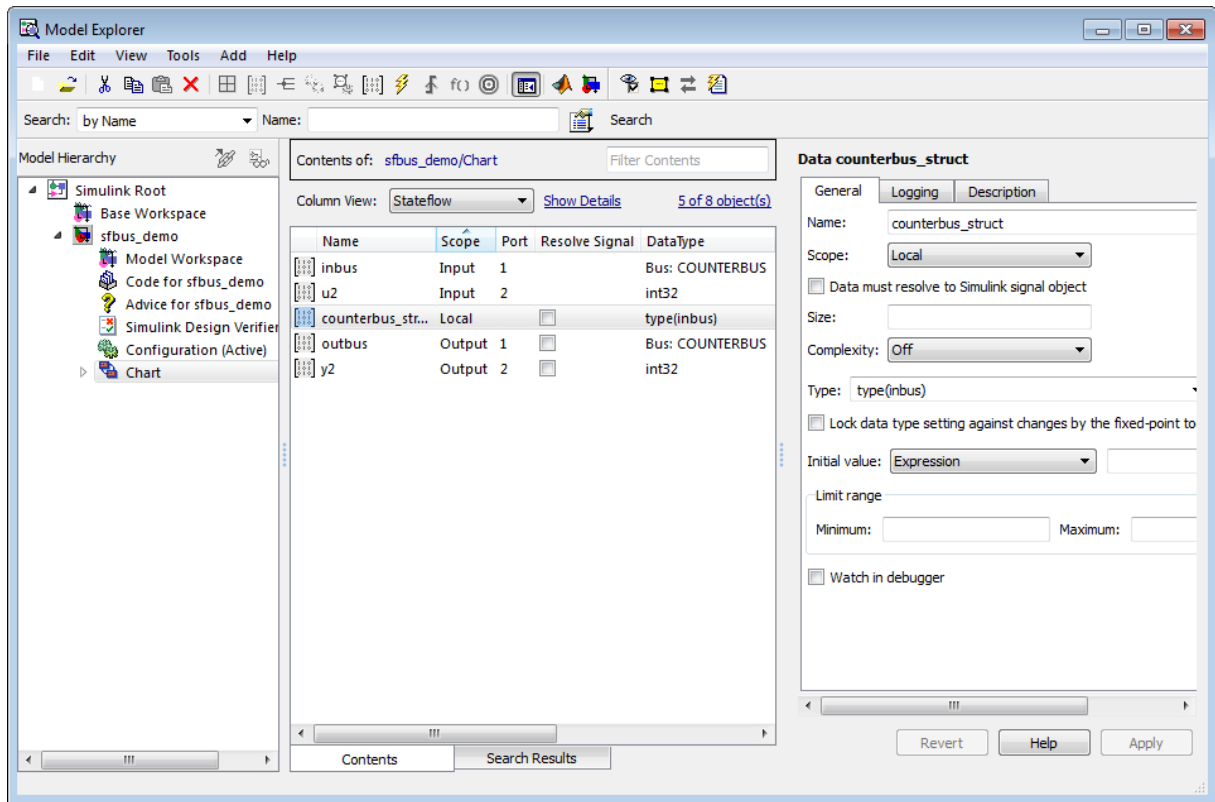 Model Explorer
File Edit View Tools Add Help
Search: by Name Name: Search
Model Hierarchy
Simulink Root
Base Workspace
sfbus_demo
Model Workspace
Code for sfbus_demo
Advice for sfbus_demo
Simulink Design Verifier
Configuration (Active)
Chart
Contents of: sfbus_demo/Chart Filter Contents
Column View: Stateflow Show Details 5 of 8 object(s)
Name Scope Port Resolve Signal DataType
inbus Input 1 Bus: COUNTERBUS
u2 Input 2 int32
counterbus_str... Local type(inbus)
outbus Output 1 Bus: COUNTERBUS
y2 Output 2 int32
Contents Search Results
Data counterbus_struct
General Logging Description
Name: counterbus_struct
Scope: Local
Data must resolve to Simulink signal object
Size:
Complexity: Off
Type: type(inbus)
Lock data type setting against changes by the fixed-point to
Initial value: Expression
Limit range
Minimum: Maximum:
Watch in debugger
Revert Help Apply